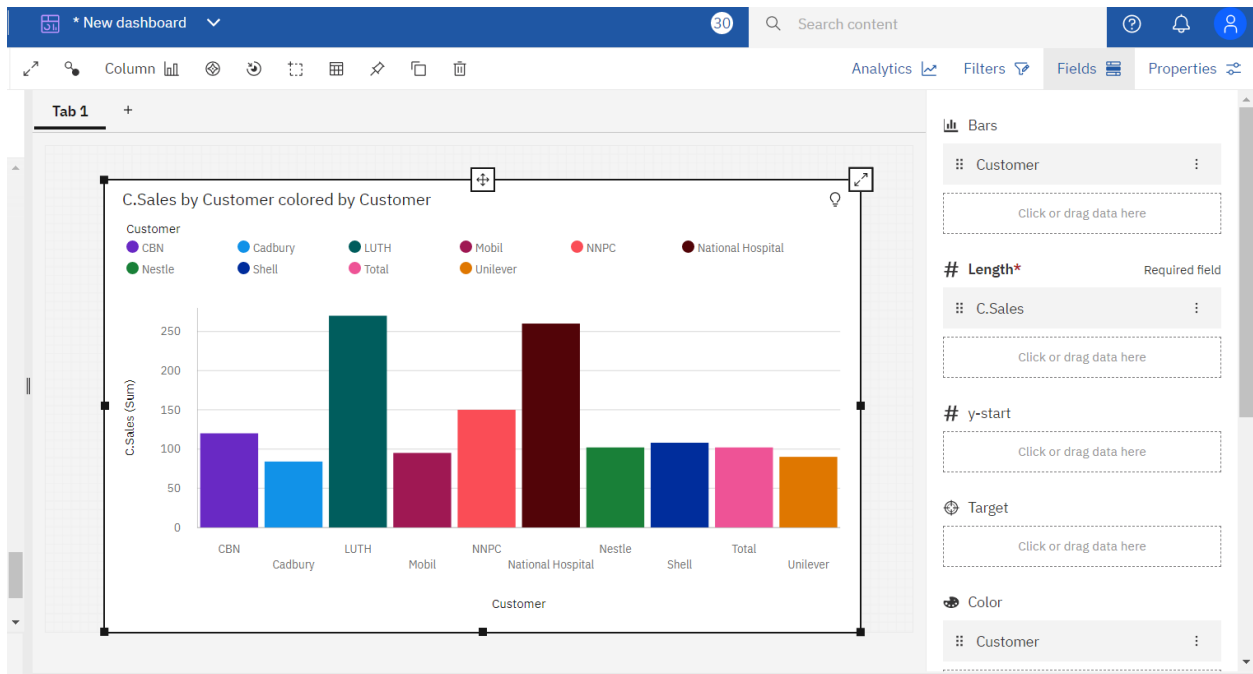 * New dashboard
30
Search content
Column
Analytics
Filters
Fields
Properties
Tab 1 +
C.Sales by Customer colored by Customer
Customer
CBN Cadbury LUTH Mobil NNPC National Hospital
Nestle Shell Total Unilever
250
200
150
100
50
0
C.Sales (Sum)
CBN LUTH NNPC Nestle Total
Cadbury Mobil National Hospital Shell Unilever
Customer
Bars
Customer
Click or drag data here
# Length* Required field
C.Sales
Click or drag data here
# y-start
Click or drag data here
Target
Click or drag data here
Color
Customer